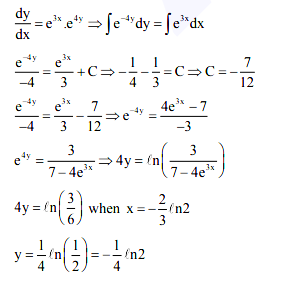 dy/dx = e^{3x}.e^{4y} ⇒ ∫e^{-4y}dy = ∫e^{3x}dx
e^{-4y}/-4 = e^{3x}/3 + C ⇒ -1/4 - 1/3 = C ⇒ C = -7/12
e^{-4y}/-4 = e^{3x}/3 - 7/12 ⇒ e^{-4y} = (4e^{3x} - 7)/-3
e^{4y} = 3/(7 - 4e^{3x}) ⇒ 4y = ℓn(3/(7 - 4e^{3x}))
4y = ℓn(3/6) when x = -2/3 ℓn2
y = 1/4 ℓn(1/2) = -1/4 ℓn2